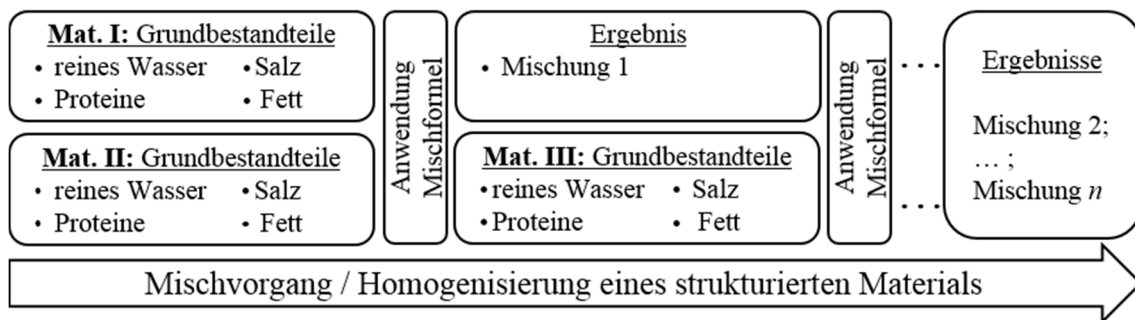 Mat. I: Grundbestandteile
• reines Wasser • Salz
• Proteine • Fett
Mat. II: Grundbestandteile
• reines Wasser • Salz
• Proteine • Fett
Anwendung
Mischformel
Ergebnis
• Mischung 1
Mat. III: Grundbestandteile
• reines Wasser • Salz
• Proteine • Fett
Anwendung
Mischformel
. . .
. . .
Ergebnisse
Mischung 2;
… ;
Mischung n
Mischvorgang / Homogenisierung eines strukturierten Materials